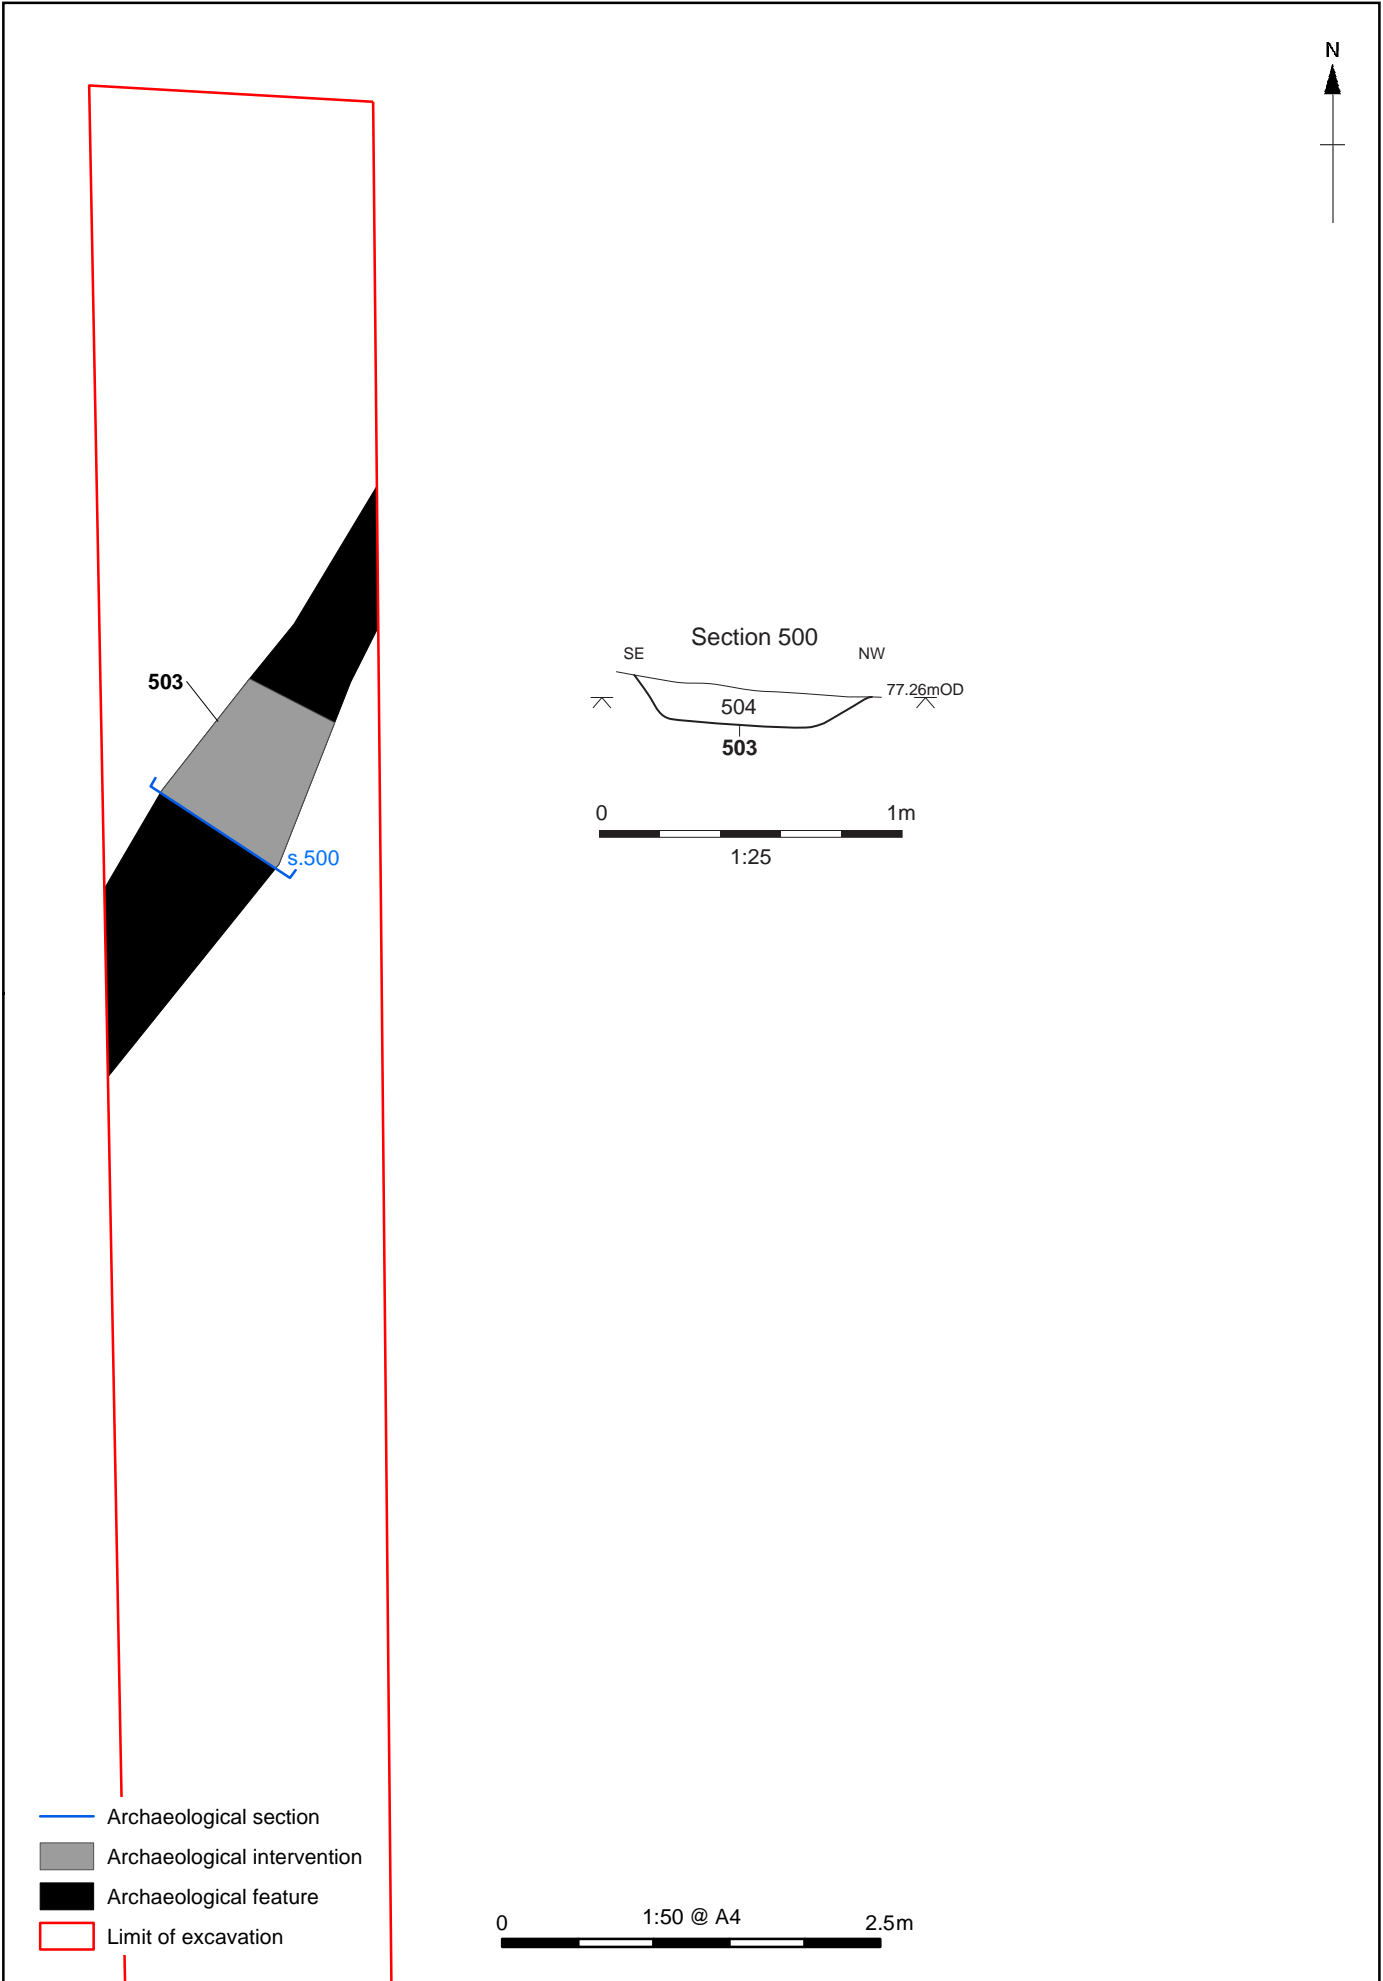 N
Section 500
SE
NW
77.26mOD
504
503
503
0
1m
1:25
s.500
Archaeological section
Archaeological intervention
Archaeological feature
Limit of excavation
0
1:50 @ A4
2.5m